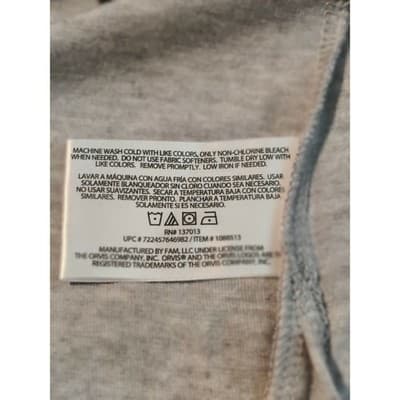 MACHINE WASH COLD WITH LIKE COLORS, ONLY NON-CHLORINE BLEACH
WHEN NEEDED. DO NOT USE FABRIC SOFTENERS. TUMBLE DRY LOW WITH
LIKE COLORS. REMOVE PROMPTLY. LOW IRON IF NEEDED.
LAVAR A MÁQUINA CON AGUA FRÍA CON COLORES SIMILARES. USAR
SOLAMENTE BLANQUEADOR SIN CLORO CUANDO SEA NECESARIO.
NO USAR SUAVIZANTES. SECAR A TEMPERATURA BAJA CON COLORES
SIMILARES. REMOVER PRONTO. PLANCHAR A TEMPERATURA BAJA
SOLAMENTE SI ES NECESARIO.
RN# 137013
UPC # 722457646982 / ITEM # 1088513
MANUFACTURED BY FAM, LLC UNDER LICENSE FROM
THE ORVIS COMPANY, INC. ORVIS® AND THE ORVIS LOGOS ARE
REGISTERED TRADEMARKS OF THE ORVIS COMPANY, INC.